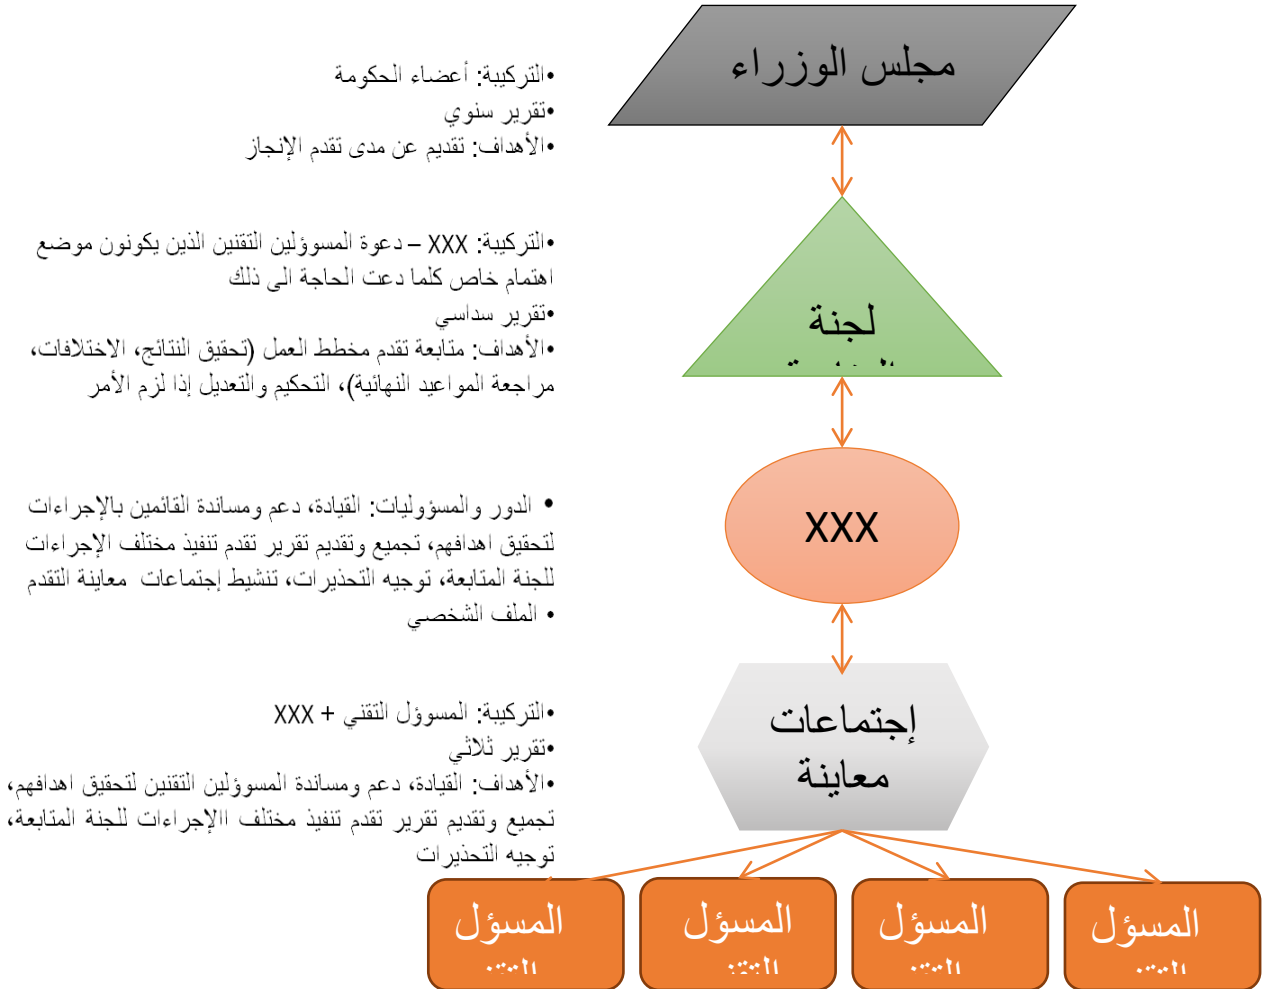 مجلس الوزراء
•التركيبة: أعضاء الحكومة
•تقرير سنوي
•الأهداف: تقديم عن مدى تقدم الإنجاز
•التركيبة: XXX – دعوة المسوؤلين التقنين الذين يكونون موضع
اهتمام خاص كلما دعت الحاجة الى ذلك
•تقرير سداسي
•الأهداف: متابعة تقدم مخطط العمل (تحقيق النتائج، الاختلافات،
مراجعة المواعيد النهائية)، التحكيم والتعديل إذا لزم الأمر
لجنة
• الدور والمسؤوليات: القيادة، دعم ومساندة القائمين بالإجراءات
لتحقيق اهدافهم، تجميع وتقديم تقرير تقدم تنفيذ مختلف الإجراءات
للجنة المتابعة، توجيه التحذيرات، تنشيط إجتماعات معاينة التقدم
• الملف الشخصي
XXX
•التركيبة: المسوؤل التقني + XXX
•تقرير ثلاثي
•الأهداف: القيادة، دعم ومساندة المسوؤلين التقنين لتحقيق اهدافهم،
تجميع وتقديم تقرير تقدم تنفيذ مختلف االإجراءات للجنة المتابعة،
توجيه التحذيرات
إجتماعات
معاينة
المسؤل
المسؤل
المسؤل
المسؤل